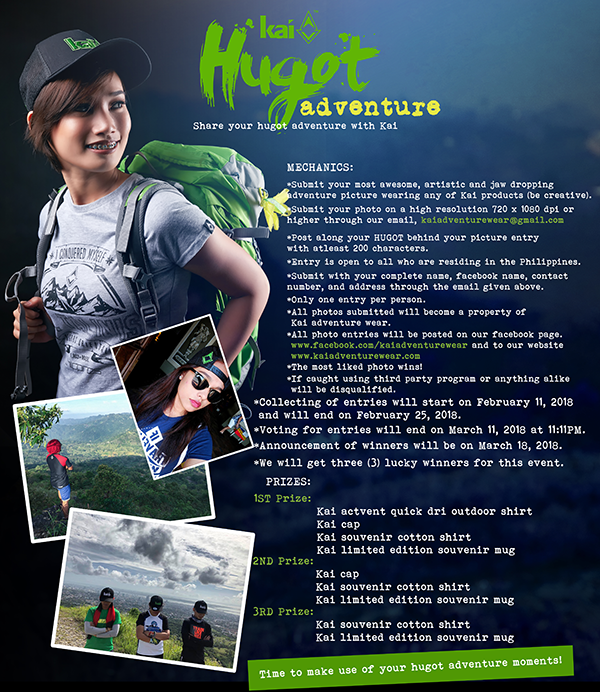 kai
Hugot
adventure
Share your hugot adventure with Kai
I CONQUERED MYSELF
MECHANICS:
*Submit your most awesome, artistic and jaw dropping
adventure picture wearing any of Kai products (be creative).
*Submit your photo on a high resolution 720 x 1080 dpi or
higher through our email, kaiadventurewear@gmail.com
*Post along your HUGOT behind your picture entry
with atleast 200 characters.
*Entry is open to all who are residing in the Philippines.
*Submit with your complete name, facebook name, contact
number, and address through the email given above.
*Only one entry per person.
*All photos submitted will become a property of
Kai adventure wear.
*All photo entries will be posted on our facebook page.
www.facebook.com/kaiadventurewear and to our website
www.kaiadventurewear.com
*The most liked photo wins!
*If caught using third party program or anything alike
will be disqualified.
*Collecting of entries will start on February 11, 2018
and will end on February 25, 2018.
*Voting for entries will end on March 11, 2018 at 11:11PM.
*Announcement of winners will be on March 18, 2018.
*We will get three (3) lucky winners for this event.
PRIZES:
1ST Prize:
Kai actvent quick dri outdoor shirt
Kai cap
Kai souvenir cotton shirt
Kai limited edition souvenir mug
2ND Prize:
Kai cap
Kai souvenir cotton shirt
Kai limited edition souvenir mug
3RD Prize:
Kai souvenir cotton shirt
Kai limited edition souvenir mug
Time to make use of your hugot adventure moments!